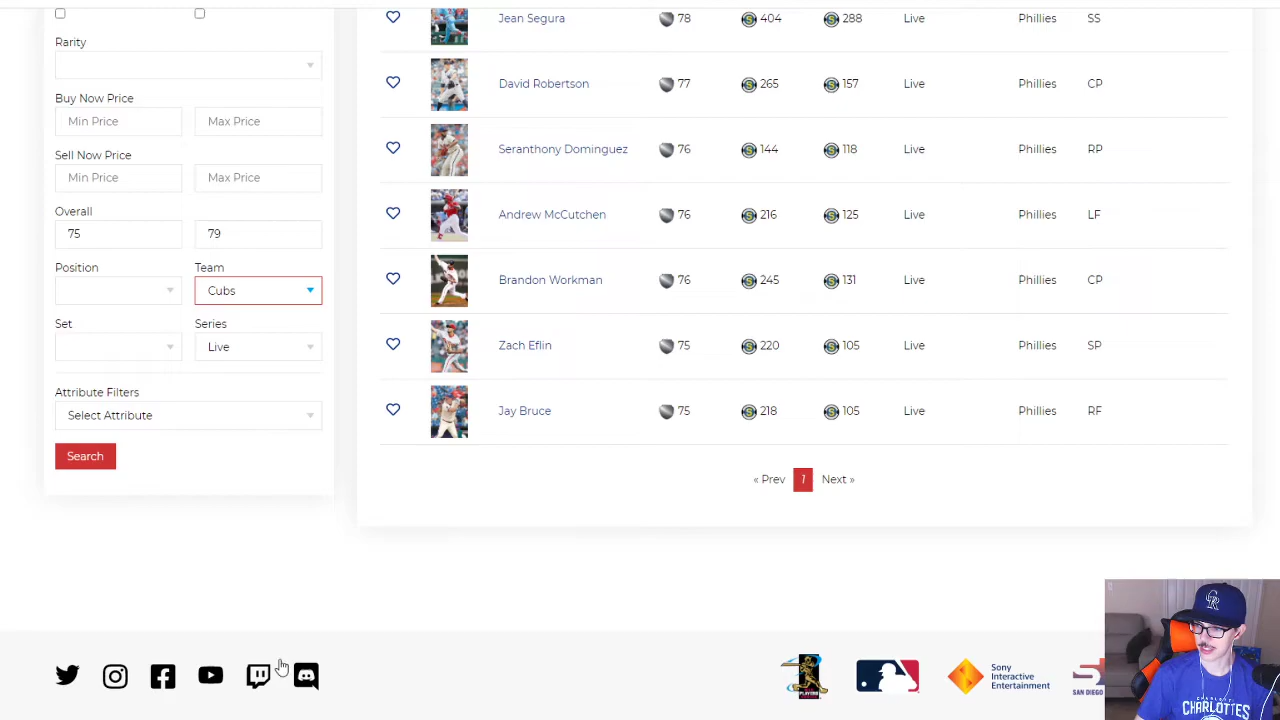 Jean Segura 78 404 288 Live Phillies SS
Rarity
David Robertson 77 265 157 Live Phillies CP
Buy Now Price
Min Price Max Price
Seranthony Dominguez 76 144 118 Live Phillies RP
Sell Now Price
Min Price Max Price
Overall
Andrew McCutchen 76 216 125 Live Phillies LF
75 79
Position Team
Brandon Workman 76 245 131 Live Phillies CP
Cubs
Set Series
Live
Zach Eflin 75 220 105 Live Phillies SP
Attribute Filters
Select Attribute
Jay Bruce 75 218 105 Live Phillies RF
Search
« Prev 1 Next »
Sony
Interactive
Entertainment
SAN DIEGO
CR
CHARLOTTES